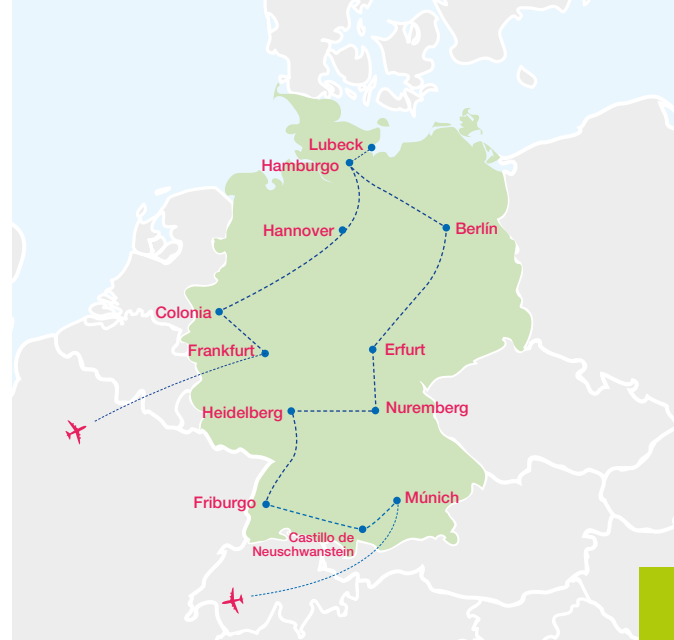 Lubeck
Hamburgo
Hannover
Berlín
Colonia
Frankfurt
Erfurt
Heidelberg
Nuremberg
Friburgo
Múnich
Castillo de
Neuschwanstein